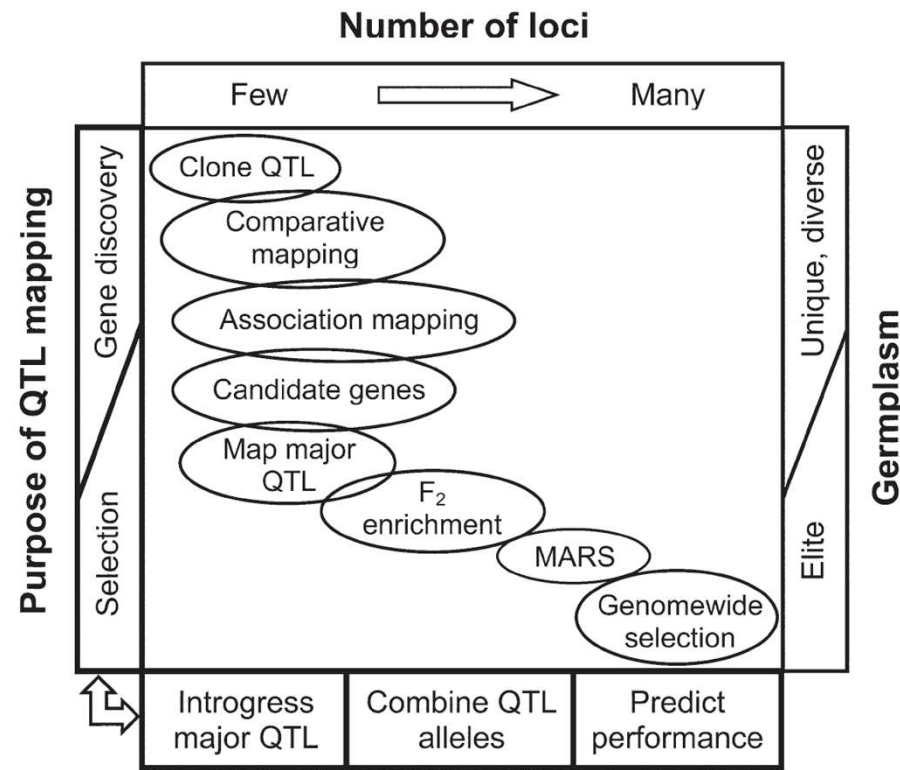 Number of loci
Few
Many
Purpose of QTL mapping
Gene discovery
Selection
Clone QTL
Comparative
mapping
Association mapping
Candidate genes
Map major
QTL
F₂
enrichment
MARS
Genomewide
selection
Unique, diverse
Elite
Germplasm
Introgress
major QTL
Combine QTL
alleles
Predict
performance